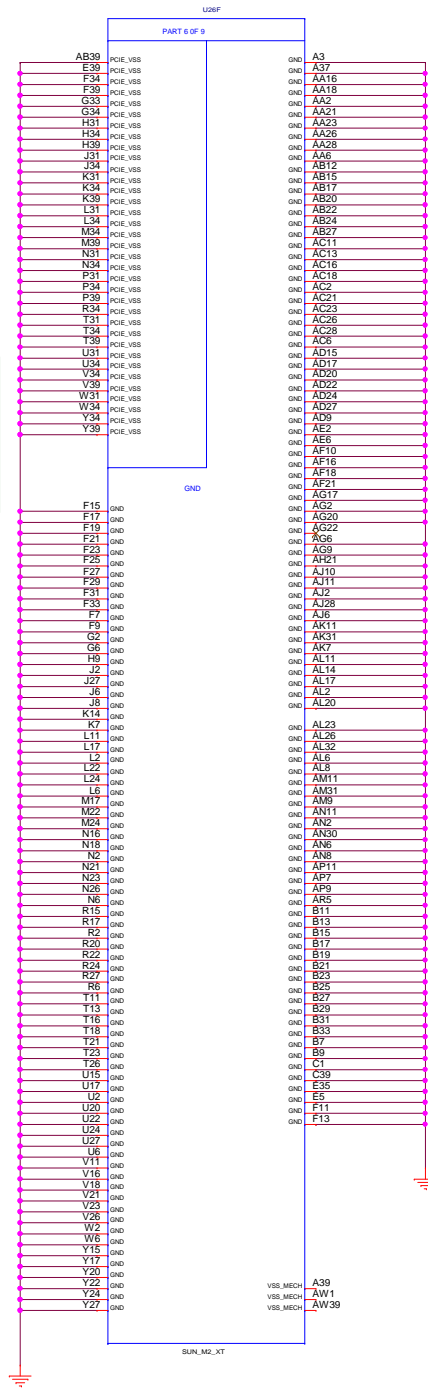 U26F
PART 6 0F 9
AB39 PCIE_VSS
E39 PCIE_VSS
F34 PCIE_VSS
F39 PCIE_VSS
G33 PCIE_VSS
G34 PCIE_VSS
H31 PCIE_VSS
H34 PCIE_VSS
H39 PCIE_VSS
J31 PCIE_VSS
J34 PCIE_VSS
K31 PCIE_VSS
K34 PCIE_VSS
K39 PCIE_VSS
L31 PCIE_VSS
L34 PCIE_VSS
M34 PCIE_VSS
M39 PCIE_VSS
N31 PCIE_VSS
N34 PCIE_VSS
P31 PCIE_VSS
P34 PCIE_VSS
P39 PCIE_VSS
R34 PCIE_VSS
T31 PCIE_VSS
T34 PCIE_VSS
T39 PCIE_VSS
U31 PCIE_VSS
U34 PCIE_VSS
V34 PCIE_VSS
V39 PCIE_VSS
W31 PCIE_VSS
W34 PCIE_VSS
Y34 PCIE_VSS
Y39 PCIE_VSS
GND
F15 GND
F17 GND
F19 GND
F21 GND
F23 GND
F25 GND
F27 GND
F29 GND
F31 GND
F33 GND
F7 GND
F9 GND
G2 GND
G6 GND
H9 GND
J2 GND
J27 GND
J6 GND
J8 GND
K14 GND
K7 GND
L11 GND
L17 GND
L2 GND
L22 GND
L24 GND
L6 GND
M17 GND
M22 GND
M24 GND
N16 GND
N18 GND
N2 GND
N21 GND
N23 GND
N26 GND
N6 GND
R15 GND
R17 GND
R2 GND
R20 GND
R22 GND
R24 GND
R27 GND
R6 GND
T11 GND
T13 GND
T16 GND
T18 GND
T21 GND
T23 GND
T26 GND
U15 GND
U17 GND
U2 GND
U20 GND
U22 GND
U24 GND
U27 GND
U6 GND
V11 GND
V16 GND
V18 GND
V21 GND
V23 GND
V26 GND
W2 GND
W6 GND
Y15 GND
Y17 GND
Y20 GND
Y22 GND
Y24 GND
Y27 GND
GND A3
GND A37
GND AA16
GND AA18
GND AA2
GND AA21
GND AA23
GND AA26
GND AA28
GND AA6
GND AB12
GND AB15
GND AB17
GND AB20
GND AB22
GND AB24
GND AB27
GND AC11
GND AC13
GND AC16
GND AC18
GND AC2
GND AC21
GND AC23
GND AC26
GND AC28
GND AC6
GND AD15
GND AD17
GND AD20
GND AD22
GND AD24
GND AD27
GND AD9
GND AE2
GND AE6
GND AF10
GND AF16
GND AF18
GND AF21
GND AG17
GND AG2
GND AG20
GND AG22
GND AG6
GND AG9
GND AH21
GND AJ10
GND AJ11
GND AJ2
GND AJ28
GND AJ6
GND AK11
GND AK31
GND AK7
GND AL11
GND AL14
GND AL17
GND AL2
GND AL20
GND AL23
GND AL26
GND AL32
GND AL6
GND AL8
GND AM11
GND AM31
GND AM9
GND AN11
GND AN2
GND AN30
GND AN6
GND AN8
GND AP11
GND AP7
GND AP9
GND AR5
GND B11
GND B13
GND B15
GND B17
GND B19
GND B21
GND B23
GND B25
GND B27
GND B29
GND B31
GND B33
GND B7
GND B9
GND C1
GND C39
GND E35
GND E5
GND F11
GND F13
VSS_MECH A39
VSS_MECH AW1
VSS_MECH AW39
SUN_M2_XT